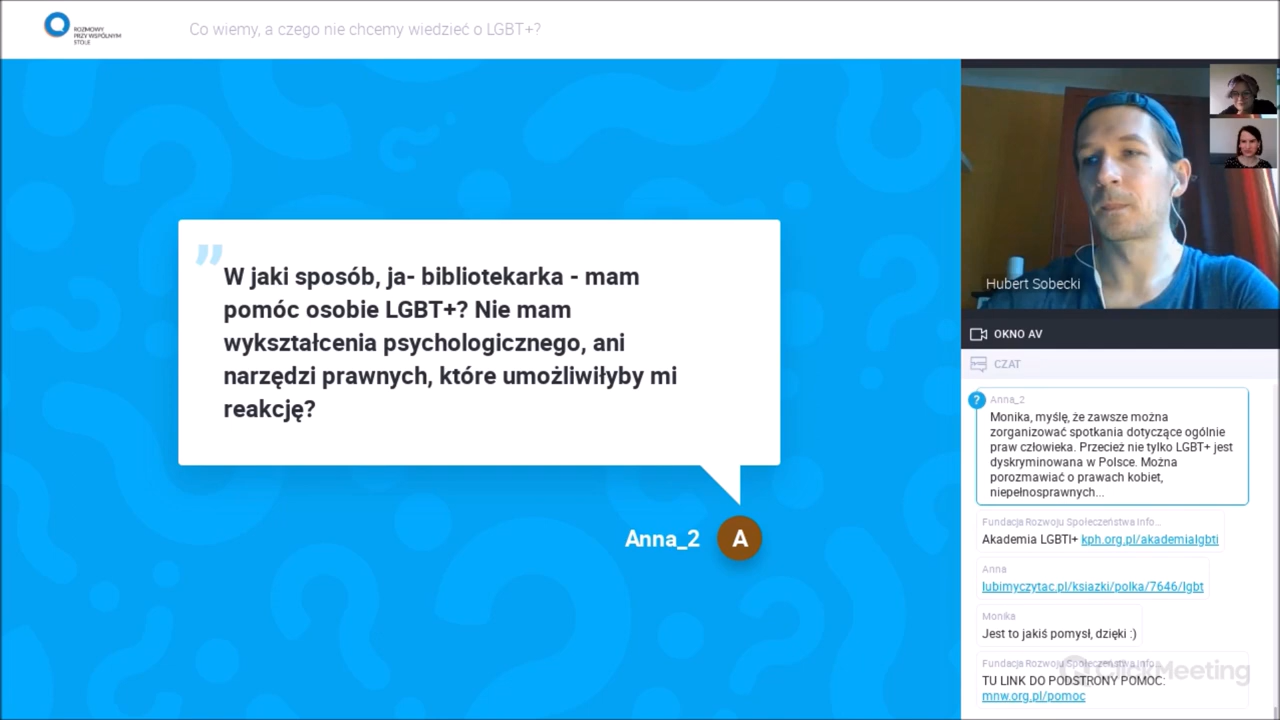 ROZMOWY
PRZY WSPÓLNYM
STOLE
Co wiemy, a czego nie chcemy wiedzieć o LGBT+?
W jaki sposób, ja- bibliotekarka - mam
pomóc osobie LGBT+? Nie mam
wykształcenia psychologicznego, ani
narzędzi prawnych, które umożliwiłyby mi
reakcję?
Anna_2
A
Hubert Sobecki
OKNO AV
CZAT
?
Anna_2
Monika, myślę, że zawsze można
zorganizować spotkania dotyczące ogólnie
praw człowieka. Przecież nie tylko LGBT+ jest
dyskryminowana w Polsce. Można
porozmawiać o prawach kobiet,
niepełnosprawnych...
Fundacja Rozwoju Społeczeństwa Info...
Akademia LGBTI+ kph.org.pl/akademialgbti
Anna
lubimyczytac.pl/ksiazki/polka/7646/lgbt
Monika
Jest to jakiś pomysł, dzięki :)
Fundacja Rozwoju Społeczeństwa Info...
TU LINK DO PODSTRONY POMOC:
mnw.org.pl/pomoc
ClickMeeting